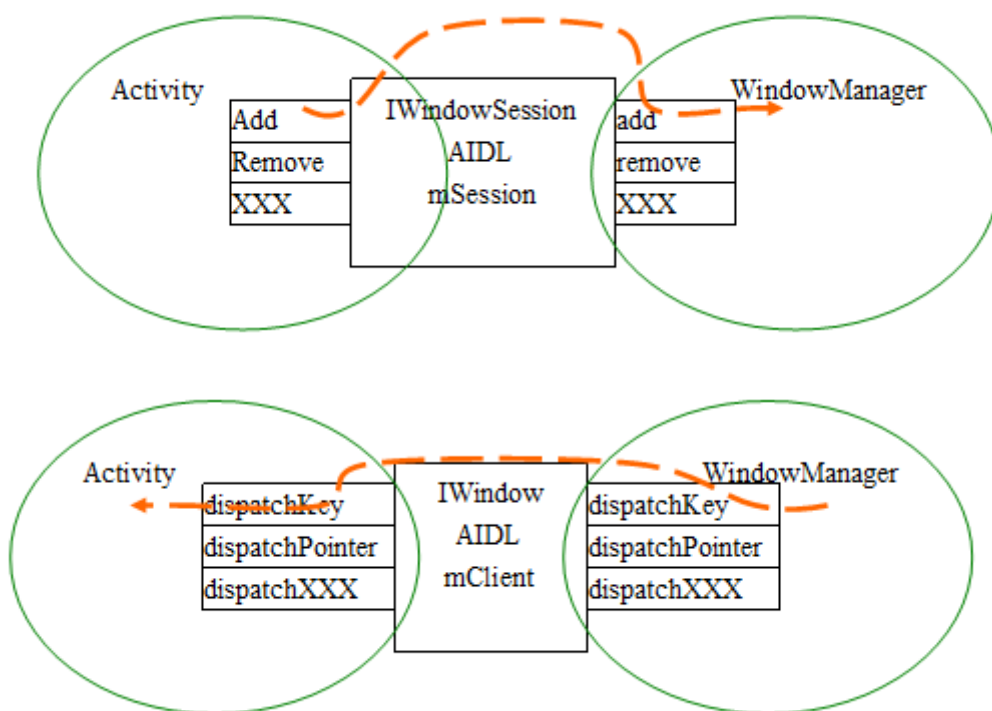 Activity
WindowManager
IWindowSession
AIDL
mSession
Add
Remove
XXX
add
remove
XXX
Activity
WindowManager
IWindow
AIDL
mClient
dispatchKey
dispatchPointer
dispatchXXX
dispatchKey
dispatchPointer
dispatchXXX